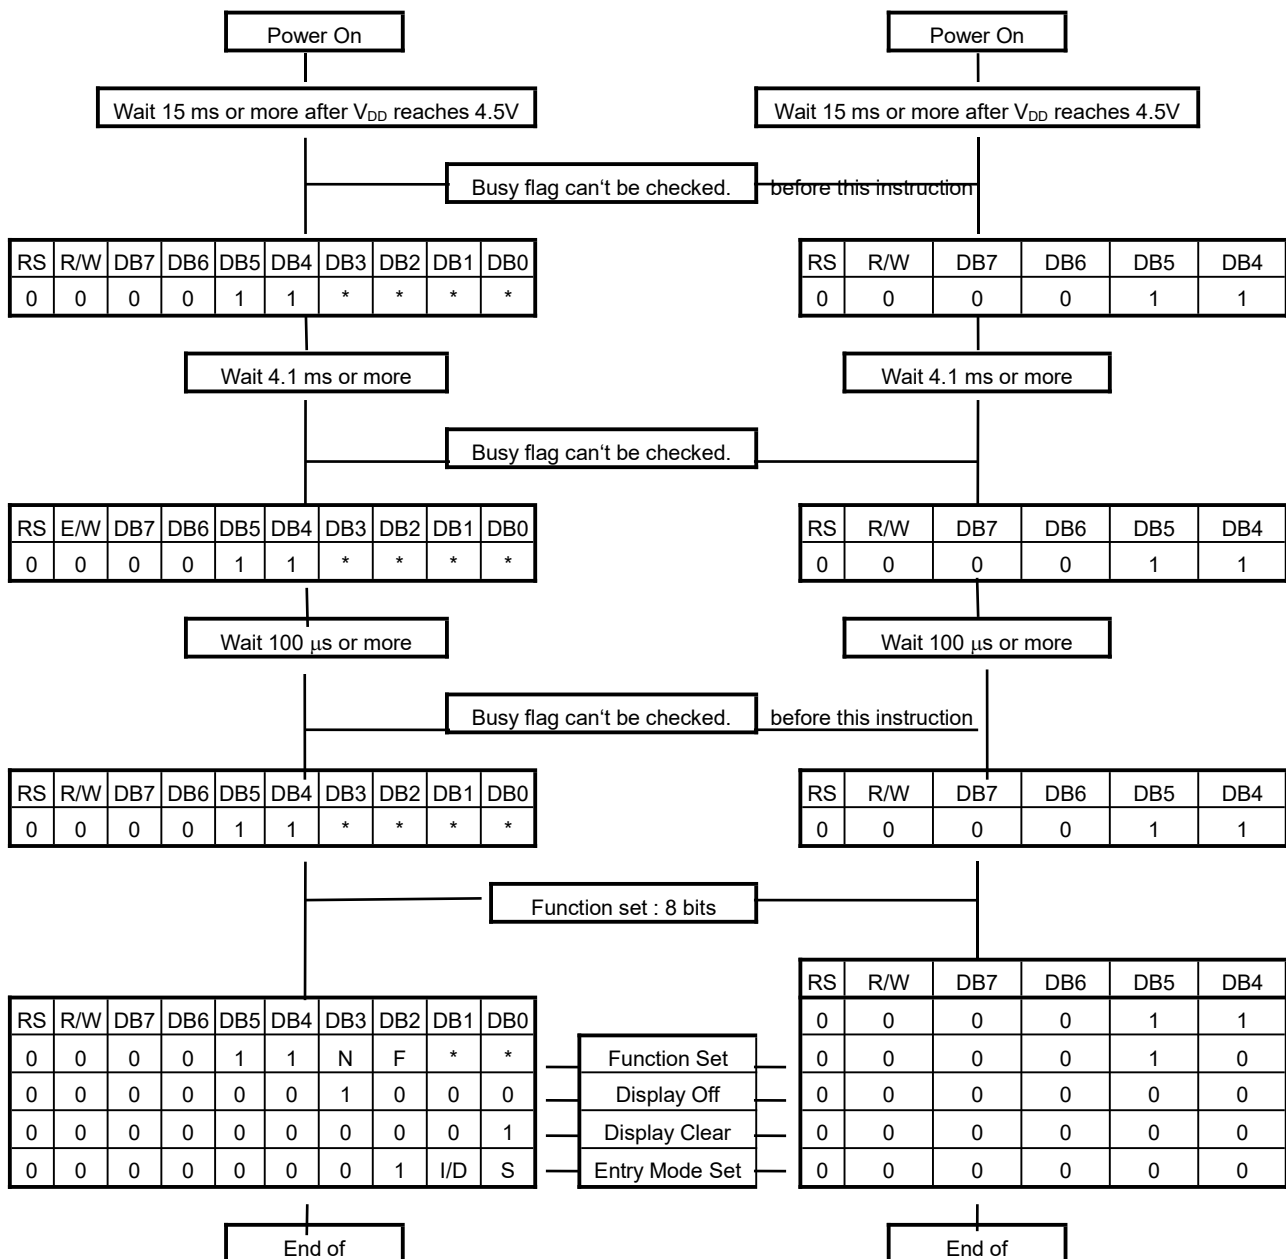 Power On
Power On
Wait 15 ms or more after VDD reaches 4.5V
Wait 15 ms or more after VDD reaches 4.5V
Busy flag can‘t be checked. before this instruction
RS R/W DB7 DB6 DB5 DB4 DB3 DB2 DB1 DB0
0 0 0 0 1 1 * * * *
RS R/W DB7 DB6 DB5 DB4
0 0 0 0 1 1
Wait 4.1 ms or more
Wait 4.1 ms or more
Busy flag can‘t be checked.
RS E/W DB7 DB6 DB5 DB4 DB3 DB2 DB1 DB0
0 0 0 0 1 1 * * * *
RS R/W DB7 DB6 DB5 DB4
0 0 0 0 1 1
Wait 100 μs or more
Wait 100 μs or more
Busy flag can‘t be checked. before this instruction
RS R/W DB7 DB6 DB5 DB4 DB3 DB2 DB1 DB0
0 0 0 0 1 1 * * * *
RS R/W DB7 DB6 DB5 DB4
0 0 0 0 1 1
Function set : 8 bits
RS R/W DB7 DB6 DB5 DB4 DB3 DB2 DB1 DB0
0 0 0 0 1 1 N F * *
0 0 0 0 0 0 1 0 0 0
0 0 0 0 0 0 0 0 0 1
0 0 0 0 0 0 0 1 I/D S
Function Set
Display Off
Display Clear
Entry Mode Set
RS R/W DB7 DB6 DB5 DB4
0 0 0 0 1 1
0 0 0 0 1 0
0 0 0 0 0 0
0 0 0 0 0 0
0 0 0 0 0 0
End of
End of